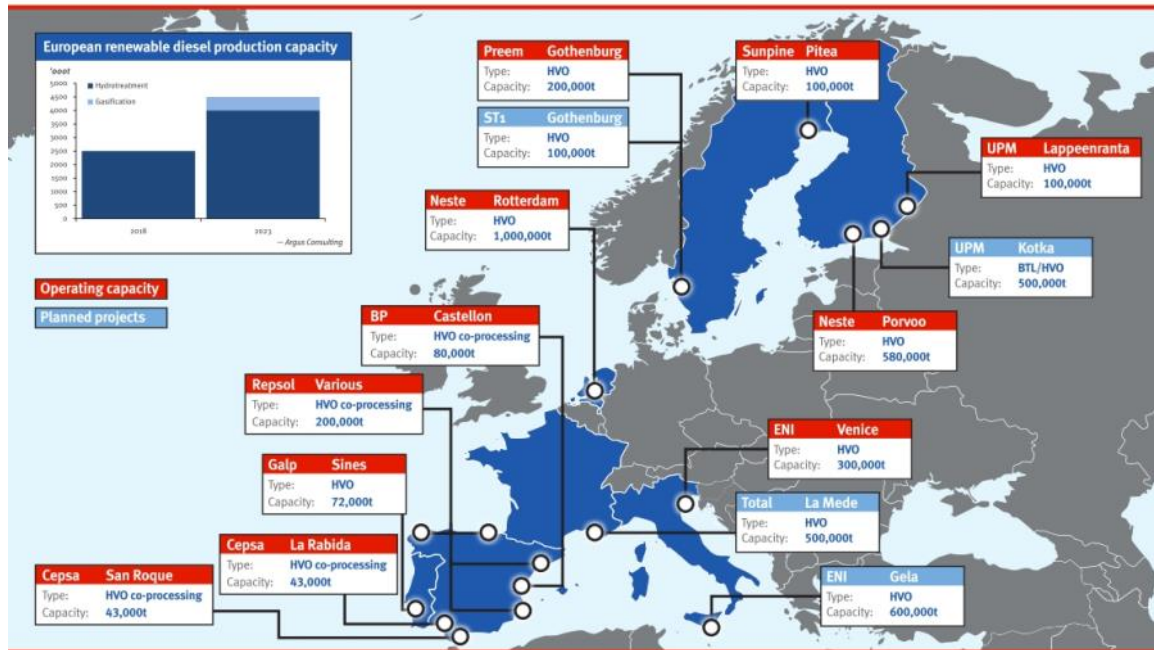 European renewable diesel production capacity
'000t
5000
4500
4000
3500
3000
2500
2000
1500
1000
500
0
Hydrotreatment
Gasification
2018 2023
— Argus Consulting
Operating capacity
Planned projects
Preem Gothenburg
Type: HVO
Capacity: 200,000t
ST1 Gothenburg
Type: HVO
Capacity: 100,000t
Sunpine Pitea
Type: HVO
Capacity: 100,000t
UPM Lappeenranta
Type: HVO
Capacity: 100,000t
Neste Rotterdam
Type: HVO
Capacity: 1,000,000t
UPM Kotka
Type: BTL/HVO
Capacity: 500,000t
BP Castellon
Type: HVO co-processing
Capacity: 80,000t
Neste Porvoo
Type: HVO
Capacity: 580,000t
Repsol Various
Type: HVO co-processing
Capacity: 200,000t
ENI Venice
Type: HVO
Capacity: 300,000t
Galp Sines
Type: HVO
Capacity: 72,000t
Total La Mede
Type: HVO
Capacity: 500,000t
Cepsa La Rabida
Type: HVO co-processing
Capacity: 43,000t
Cepsa San Roque
Type: HVO co-processing
Capacity: 43,000t
ENI Gela
Type: HVO
Capacity: 600,000t